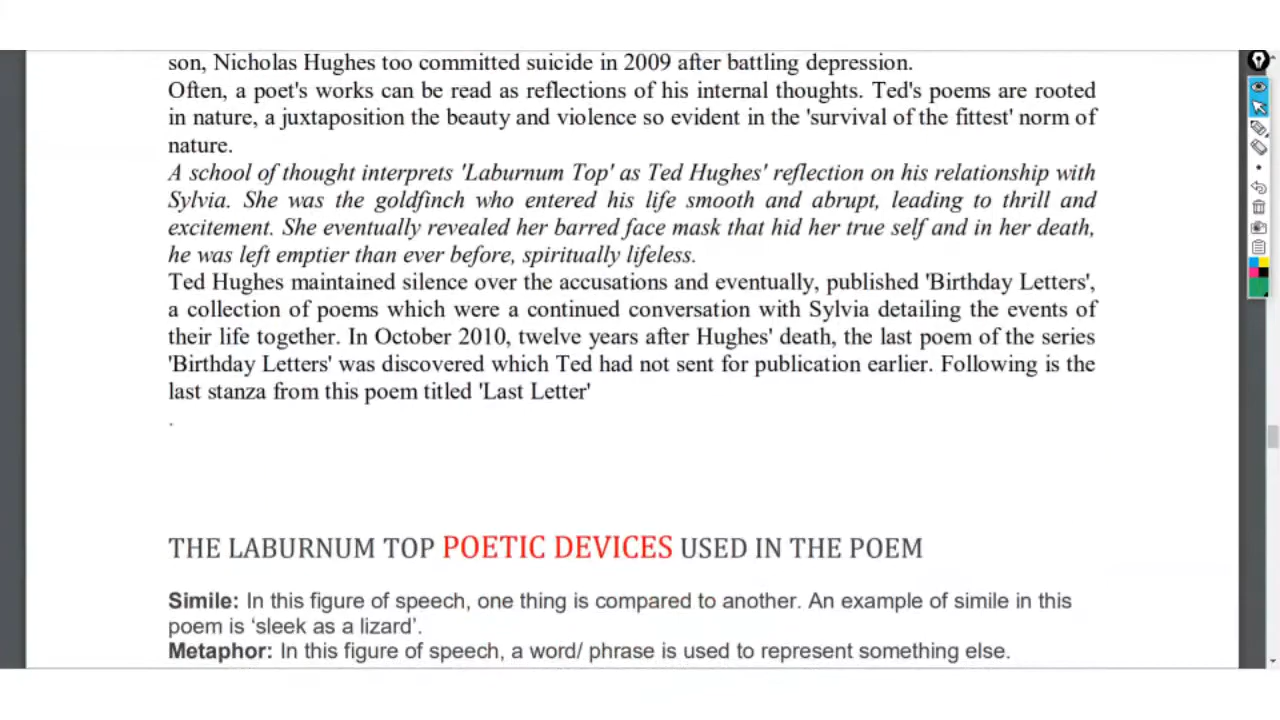 son, Nicholas Hughes too committed suicide in 2009 after battling depression.
Often, a poet's works can be read as reflections of his internal thoughts. Ted's poems are rooted
in nature, a juxtaposition the beauty and violence so evident in the 'survival of the fittest' norm of
nature.
A school of thought interprets 'Laburnum Top' as Ted Hughes' reflection on his relationship with
Sylvia. She was the goldfinch who entered his life smooth and abrupt, leading to thrill and
excitement. She eventually revealed her barred face mask that hid her true self and in her death,
he was left emptier than ever before, spiritually lifeless.
Ted Hughes maintained silence over the accusations and eventually, published 'Birthday Letters',
a collection of poems which were a continued conversation with Sylvia detailing the events of
their life together. In October 2010, twelve years after Hughes' death, the last poem of the series
'Birthday Letters' was discovered which Ted had not sent for publication earlier. Following is the
last stanza from this poem titled 'Last Letter'
.
THE LABURNUM TOP POETIC DEVICES USED IN THE POEM
Simile: In this figure of speech, one thing is compared to another. An example of simile in this
poem is ‘sleek as a lizard’.
Metaphor: In this figure of speech, a word/ phrase is used to represent something else.